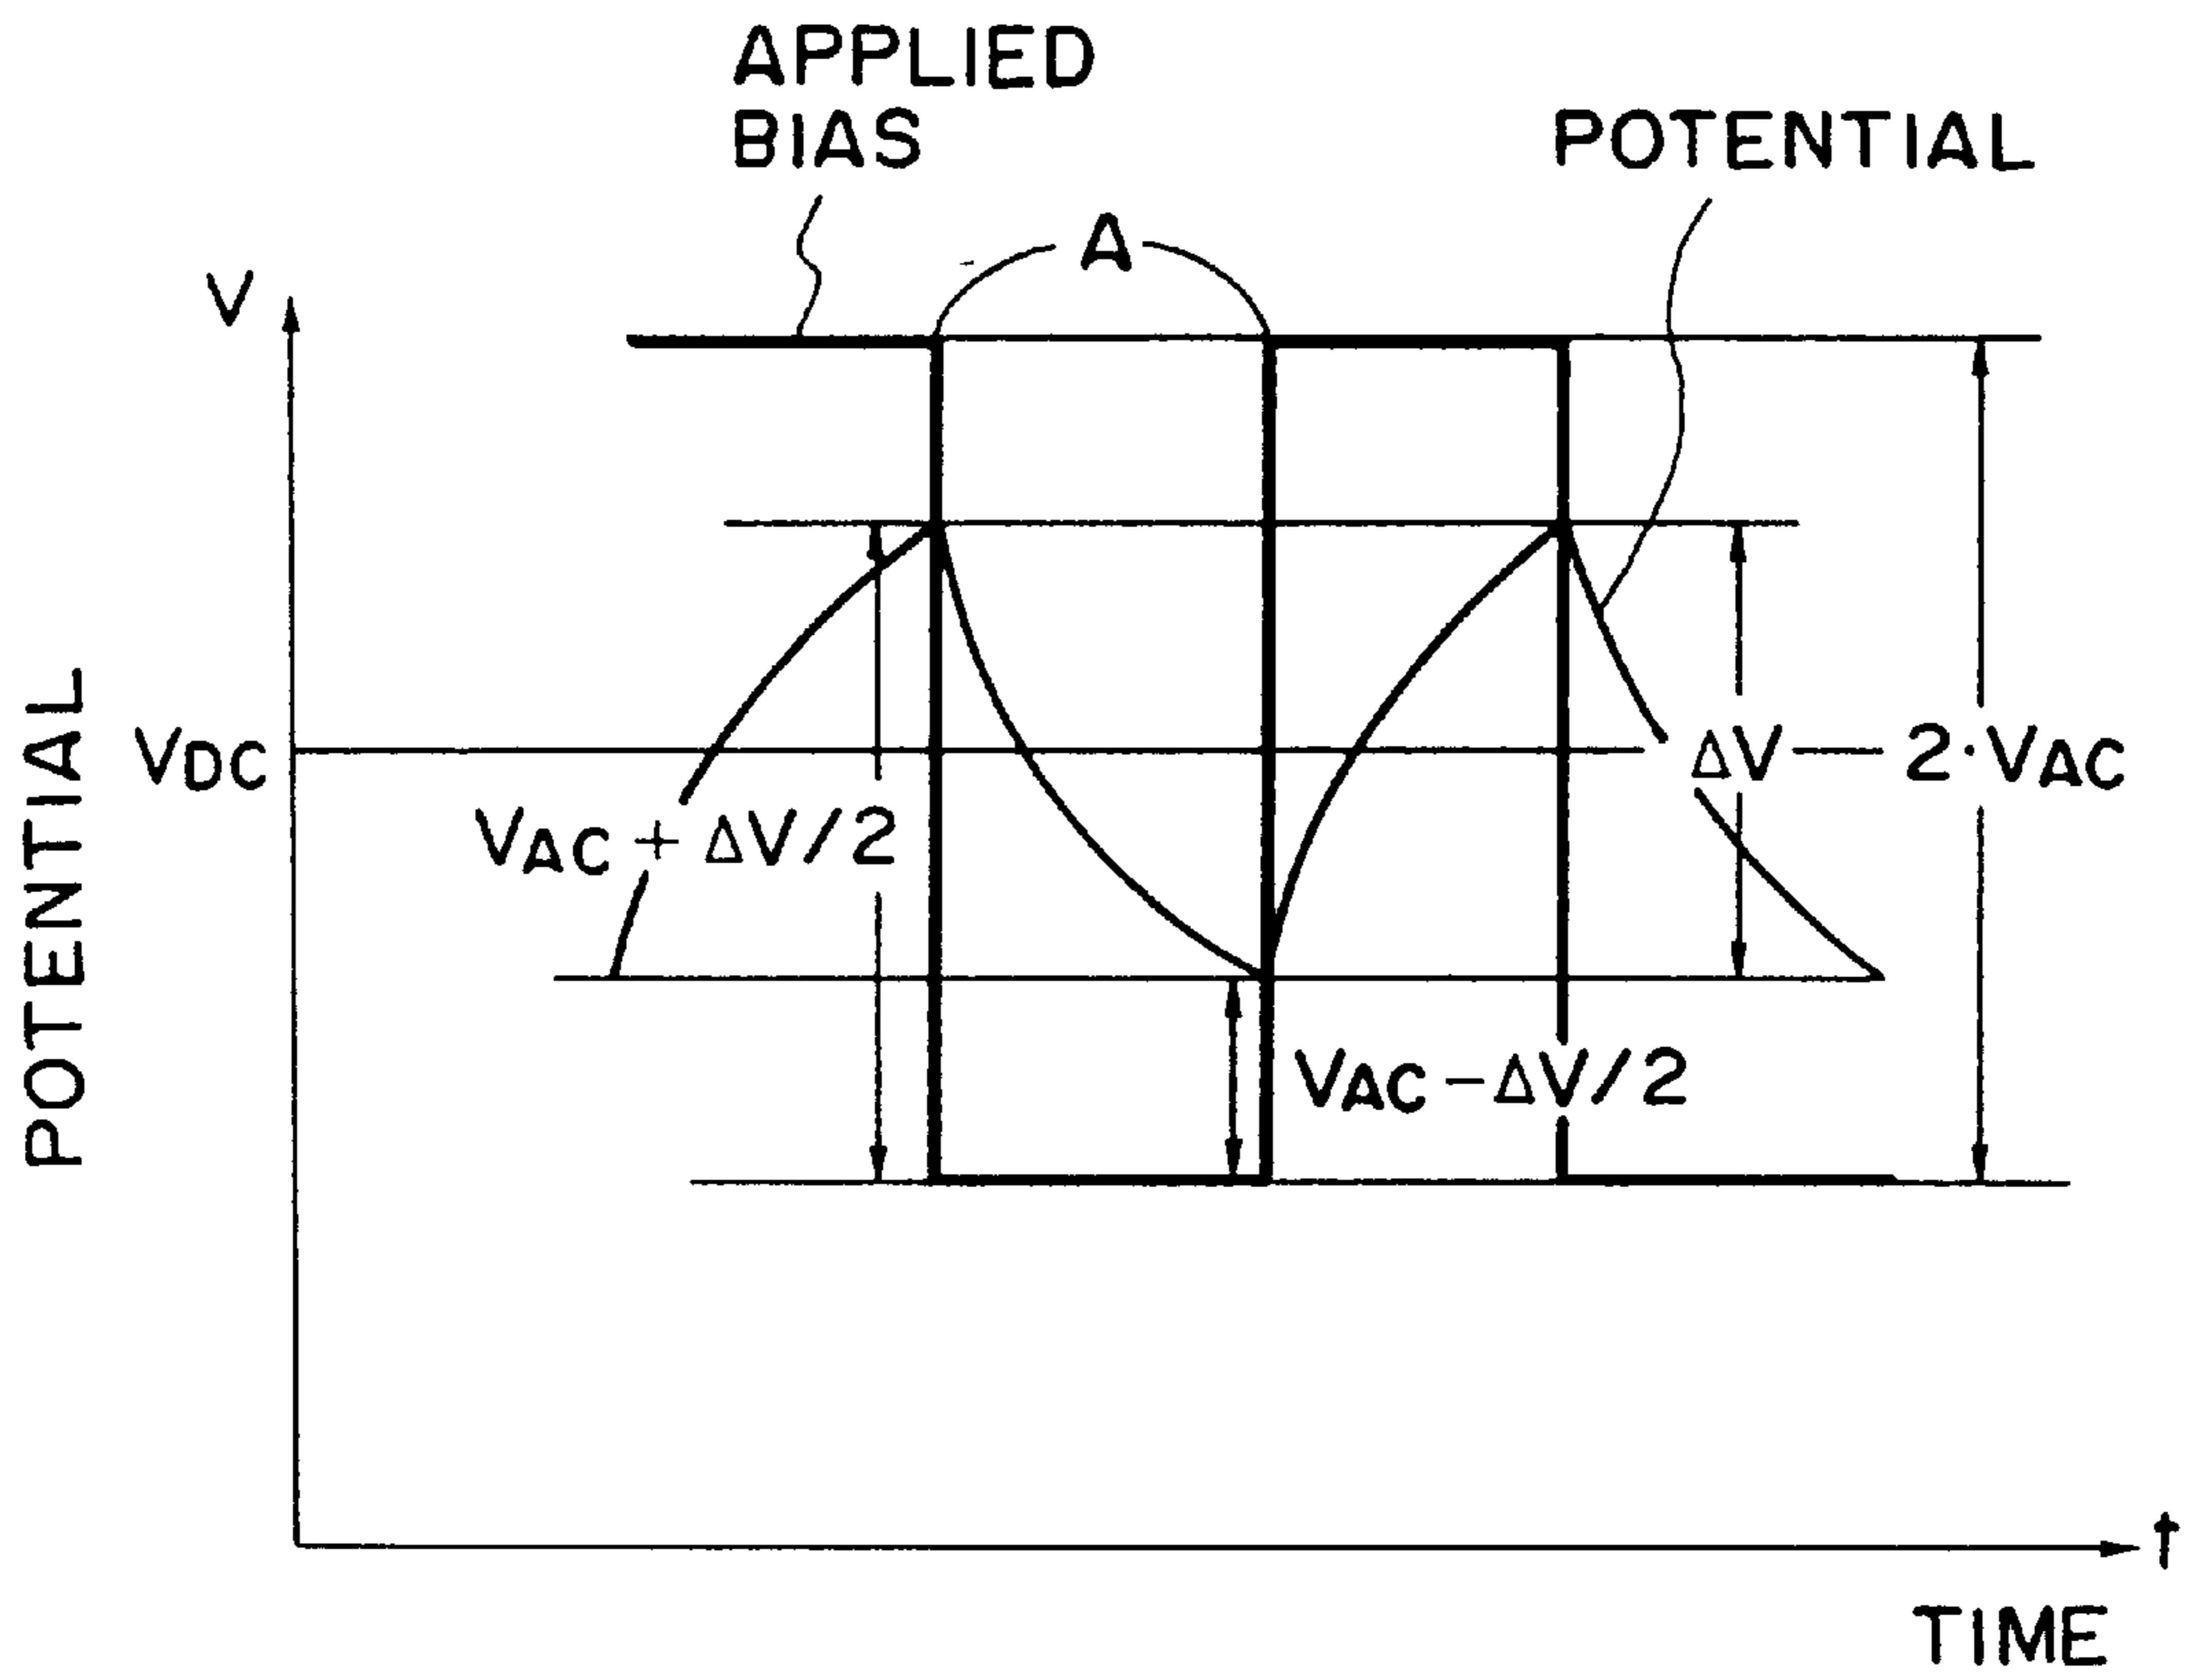 APPLIED
BIAS
POTENTIAL
A
V
VDC
ΔV
2·VAC
VAC + ΔV/2
VAC - ΔV/2
POTENTIAL
t
TIME